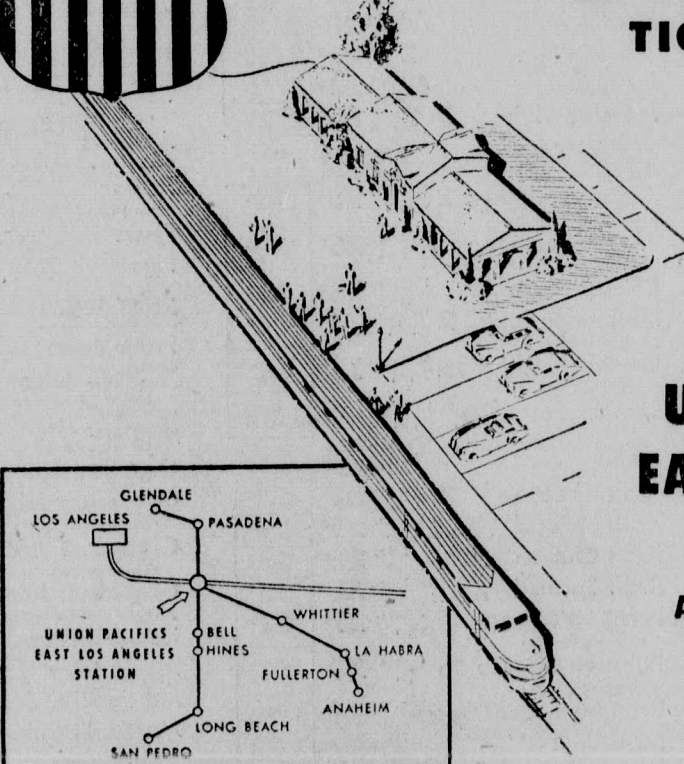 TIC
U
EA
GLENDALE
LOS ANGELES
PASADENA
UNION PACIFICS
EAST LOS ANGELES
STATION
BELL
HINES
WHITTIER
LA HABRA
FULLERTON
ANAHEIM
LONG BEACH
SAN PEDRO